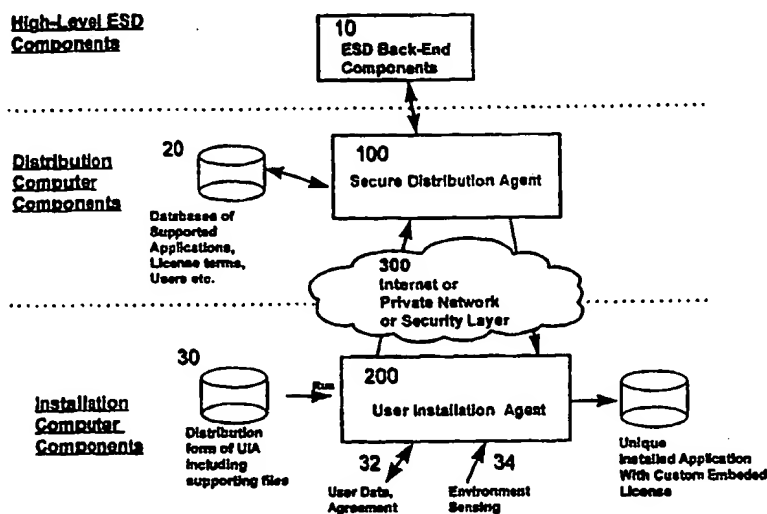 High-Level ESD
Components
10
ESD Back-End
Components
20
Distribution
Computer
Components
100
Secure Distribution Agent
Databases of
Supported
Applications,
License terms,
Users etc.
300
Internet or
Private Network
or Security Layer
30
Installation
Computer
Components
Run
200
User Installation Agent
Distribution
form of UIA
including
supporting files
32
34
User Data,
Agreement
Environment
Sensing
Unique
Installed Application
With Custom Embeded
License